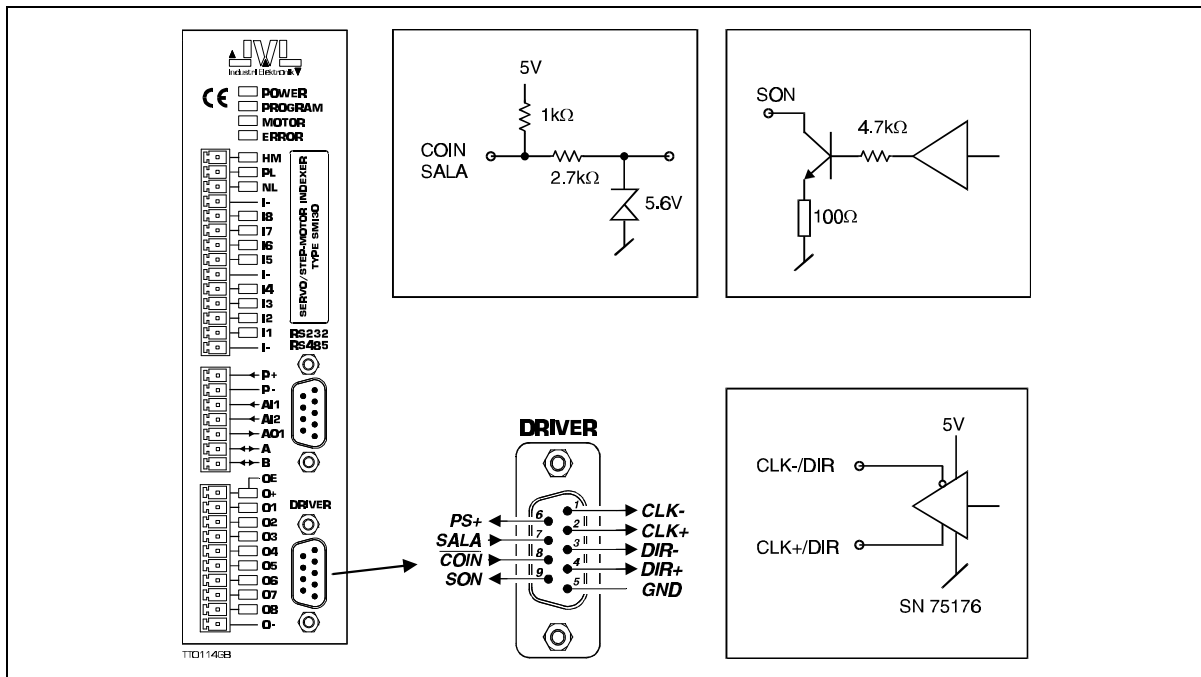 JVL
Industri Elektronik
CE
POWER
PROGRAM
MOTOR
ERROR
HM
PL
NL
I-
I8
I7
I6
I5
I-
I4
I3
I2
I1
I-
SERVO/STEP-MOTOR INDEXER
TYPE SMI30
RS232
RS485
P+
P-
AI1
AI2
AO1
A
B
OE
O+
O1
O2
O3
O4
O5
O6
O7
O8
O-
DRIVER
TT0114GB
5V
1kΩ
COIN
SALA
2.7kΩ
5.6V
SON
4.7kΩ
100Ω
DRIVER
PS+
SALA
COIN
SON
6
7
8
9
1
2
3
4
5
CLK-
CLK+
DIR-
DIR+
GND
5V
CLK-/DIR
CLK+/DIR
SN 75176